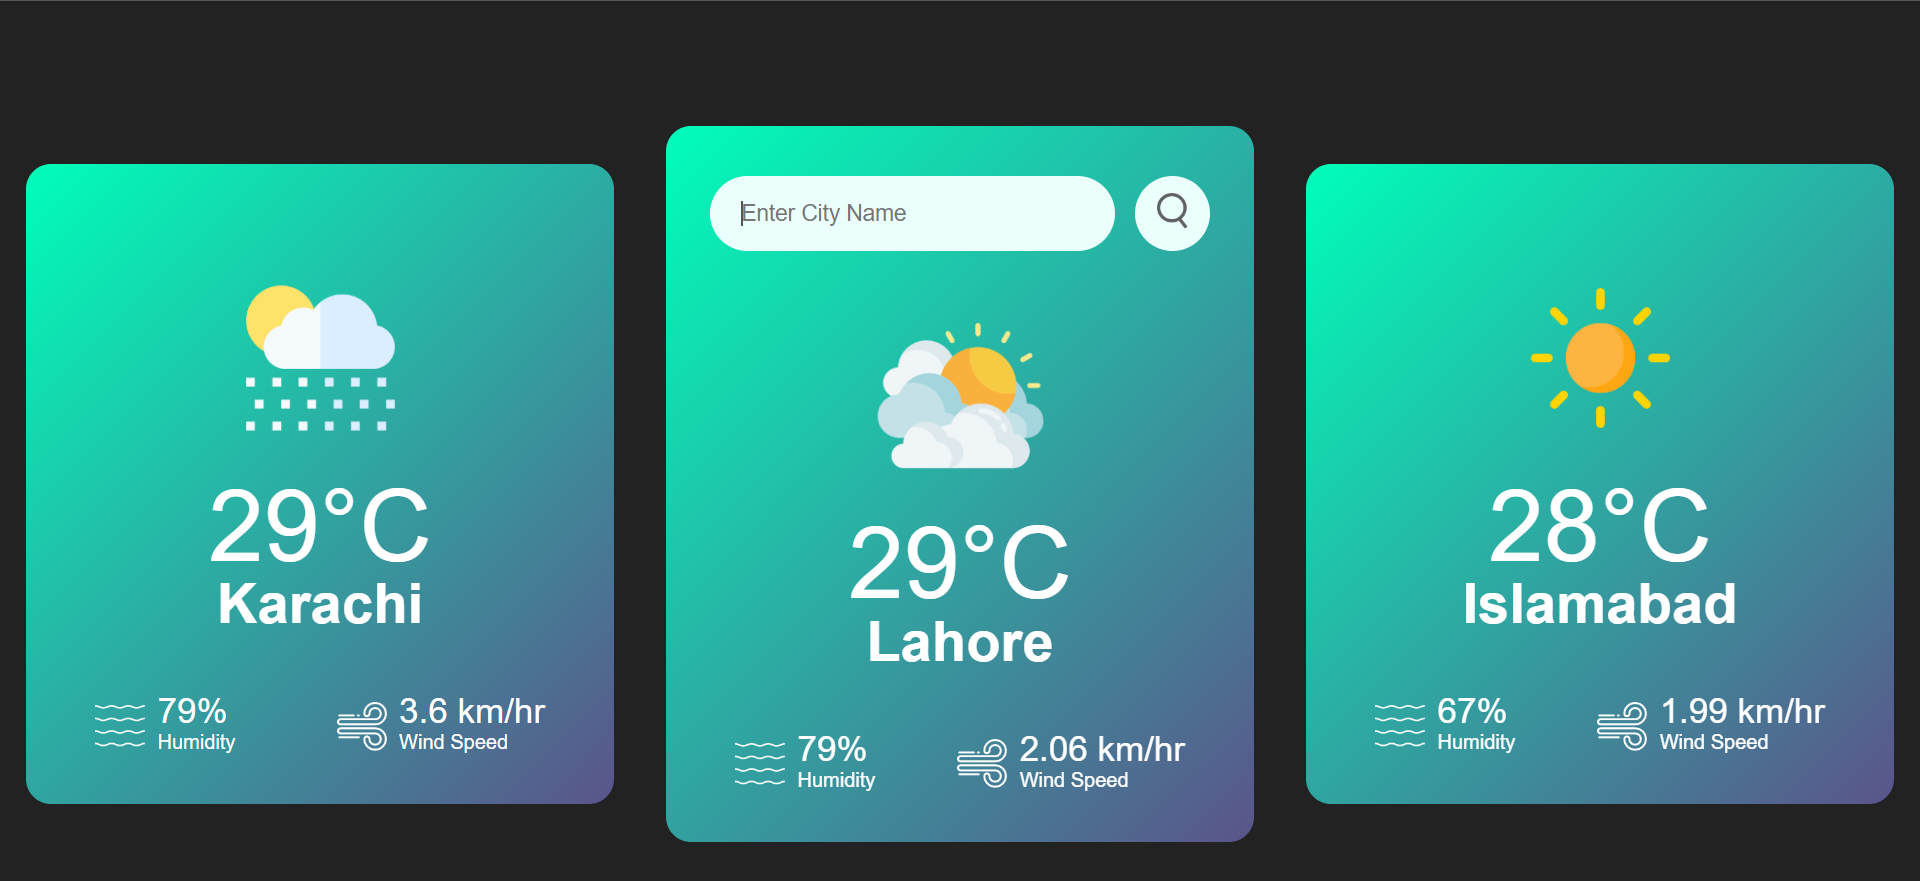 29°C
Karachi
79%
Humidity
3.6 km/hr
Wind Speed
Enter City Name
29°C
Lahore
79%
Humidity
2.06 km/hr
Wind Speed
28°C
Islamabad
67%
Humidity
1.99 km/hr
Wind Speed